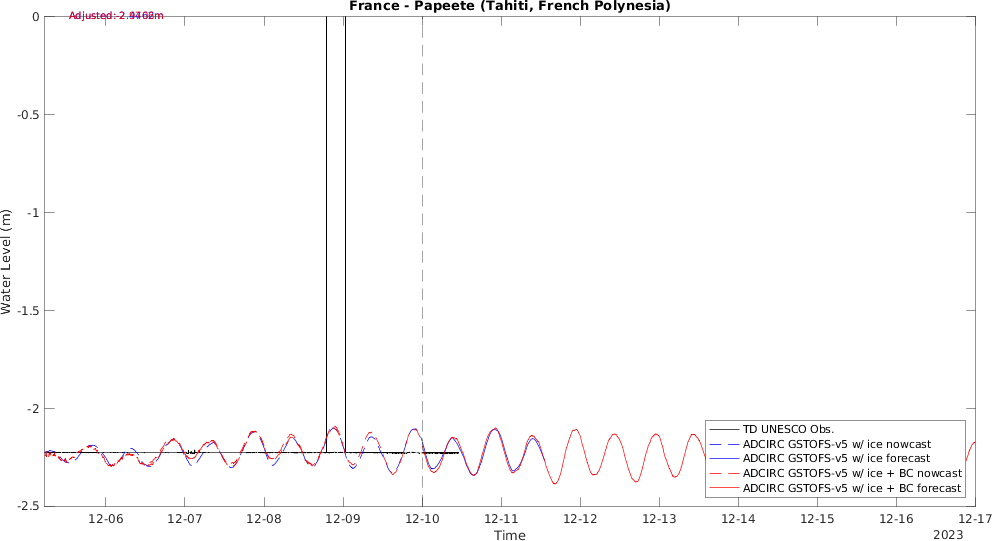 France - Papeete (Tahiti, French Polynesia)
Adjusted:
0
-0.5
-1
-1.5
-2
-2.5
Water Level (m)
TD UNESCO Obs.
ADCIRC GSTOFS-v5 w/ ice nowcast
ADCIRC GSTOFS-v5 w/ ice forecast
ADCIRC GSTOFS-v5 w/ ice + BC nowcast
ADCIRC GSTOFS-v5 w/ ice + BC forecast
12-06 12-07 12-08 12-09 12-10 12-11 12-12 12-13 12-14 12-15 12-16 12-17
Time
2023